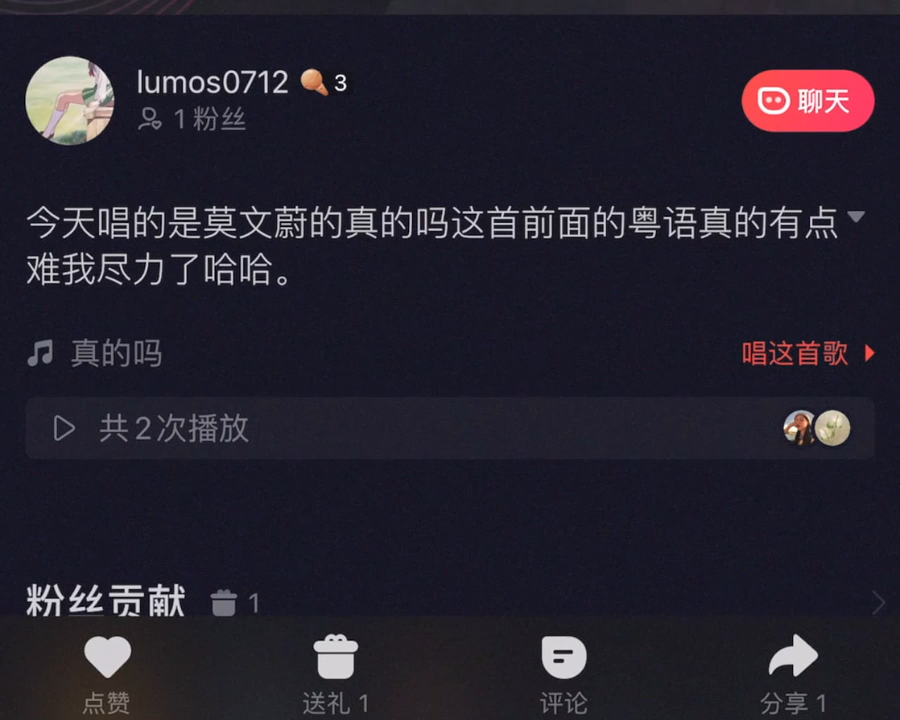 lumos0712 3
1 粉丝
聊天
今天唱的是莫文蔚的真的吗这首前面的粤语真的有点
难我尽力了哈哈。
真的吗
唱这首歌
共2次播放
粉丝贡献 1
点赞
送礼 1
评论
分享 1